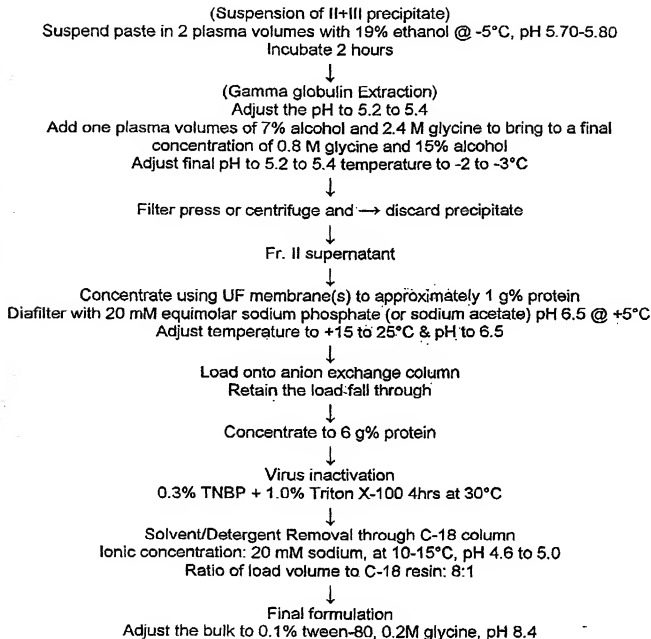 (Suspension of II+III precipitate)
Suspend paste in 2 plasma volumes with 19% ethanol @ -5°C, pH 5.70-5.80
Incubate 2 hours
↓
(Gamma globulin Extraction)
Adjust the pH to 5.2 to 5.4
Add one plasma volumes of 7% alcohol and 2.4 M glycine to bring to a final
concentration of 0.8 M glycine and 15% alcohol
Adjust final pH to 5.2 to 5.4 temperature to -2 to -3°C
↓
Filter press or centrifuge and → discard precipitate
↓
Fr. II supernatant
↓
Concentrate using UF membrane(s) to approximately 1 g% protein
Diafilter with 20 mM equimolar sodium phosphate (or sodium acetate) pH 6.5 @ +5°C
Adjust temperature to +15 to 25°C & pH to 6.5
↓
Load onto anion exchange column
Retain the load-fall through
↓
Concentrate to 6 g% protein
↓
Virus inactivation
0.3% TNBP + 1.0% Triton X-100 4hrs at 30°C
↓
Solvent/Detergent Removal through C-18 column
Ionic concentration: 20 mM sodium, at 10-15°C, pH 4.6 to 5.0
Ratio of load volume to C-18 resin: 8:1
↓
Final formulation
Adjust the bulk to 0.1% tween-80, 0.2M glycine, pH 8.4